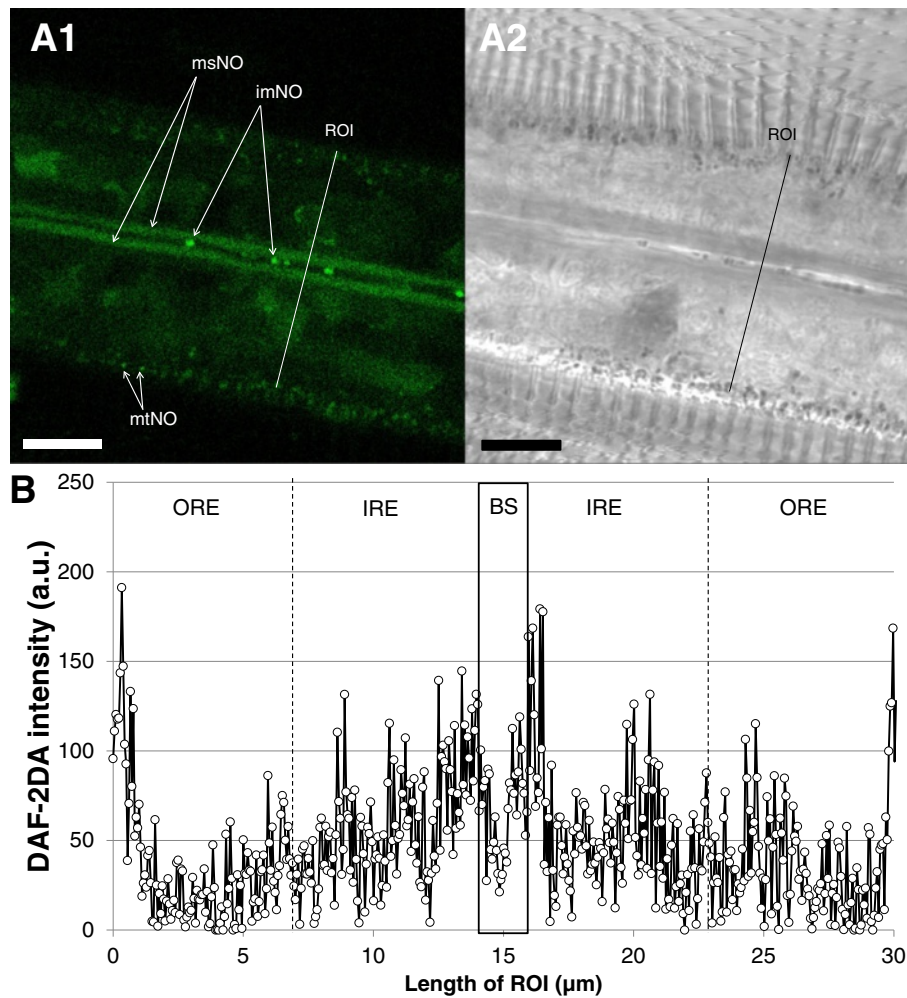 A1
A2
msNO
imNO
ROI
ROI
mtNO
B
250
ORE
IRE
BS
IRE
ORE
200
150
100
50
0
DAF-2DA intensity (a.u.)
0
5
10
15
20
25
30
Length of ROI (μm)